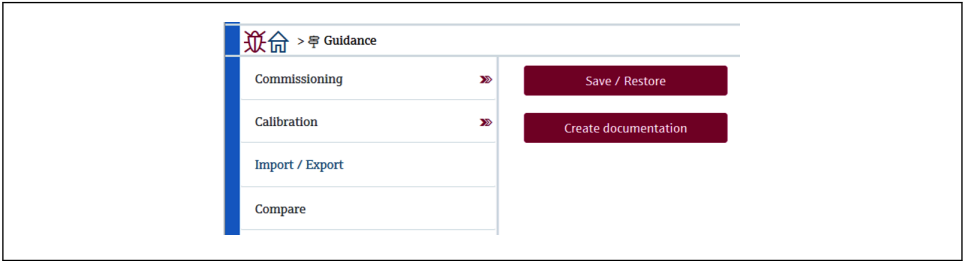 > Guidance
Commissioning
Calibration
Import / Export
Compare
Save / Restore
Create documentation